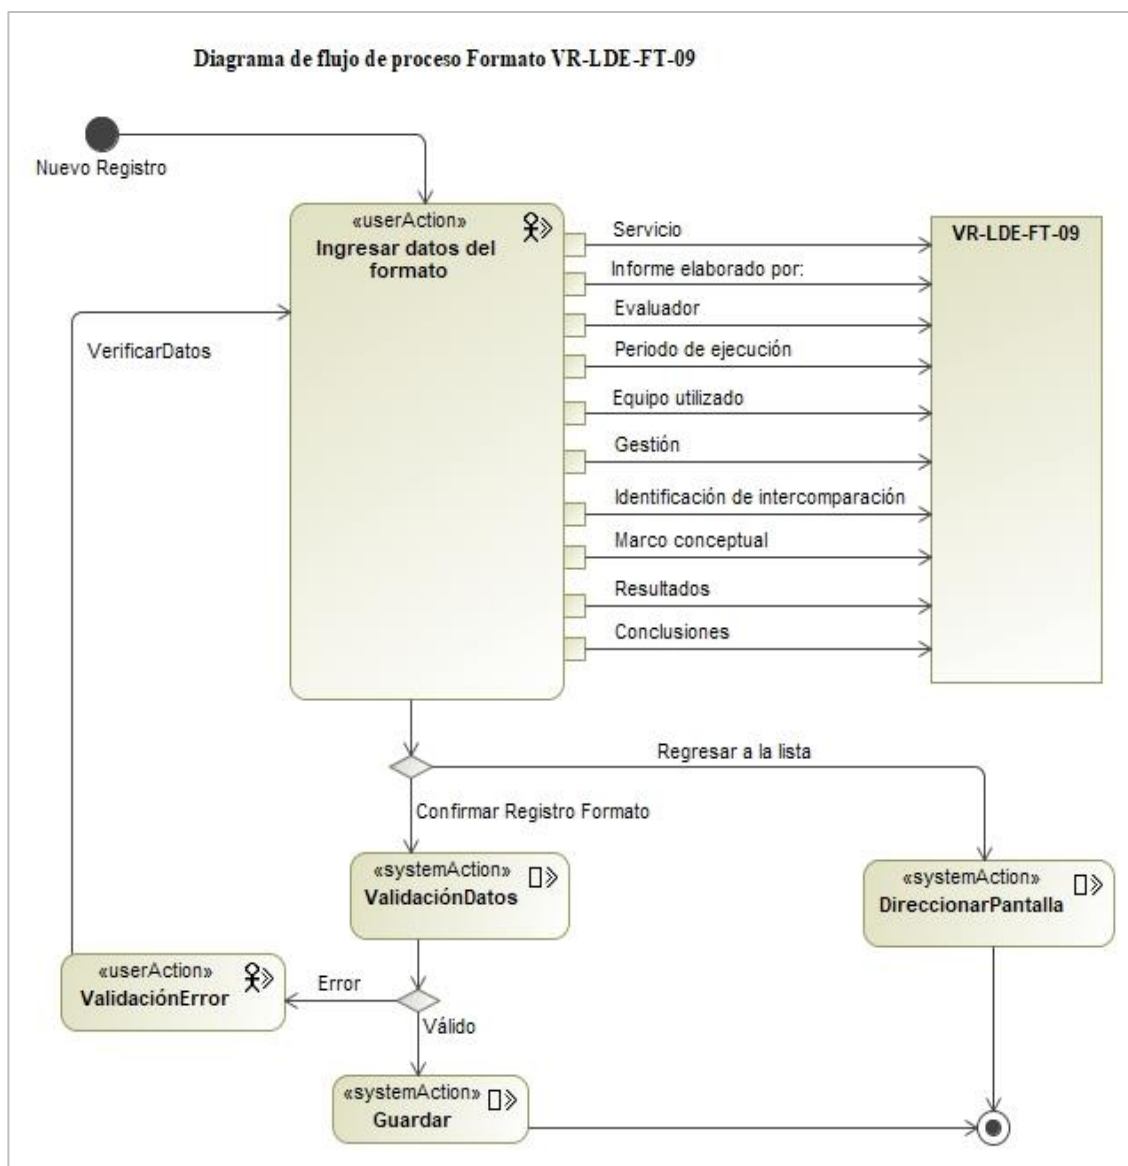 Diagrama de flujo de proceso Formato VR-LDE-FT-09
Nuevo Registro
«userAction»
Ingresar datos del
formato
Servicio
Informe elaborado por:
Evaluador
Periodo de ejecución
Equipo utilizado
Gestión
Identificación de intercomparación
Marco conceptual
Resultados
Conclusiones
VR-LDE-FT-09
VerificarDatos
Regresar a la lista
Confirmar Registro Formato
«systemAction»
ValidaciónDatos
«systemAction»
DireccionarPantalla
«userAction»
ValidaciónError
Error
Válido
«systemAction»
Guardar